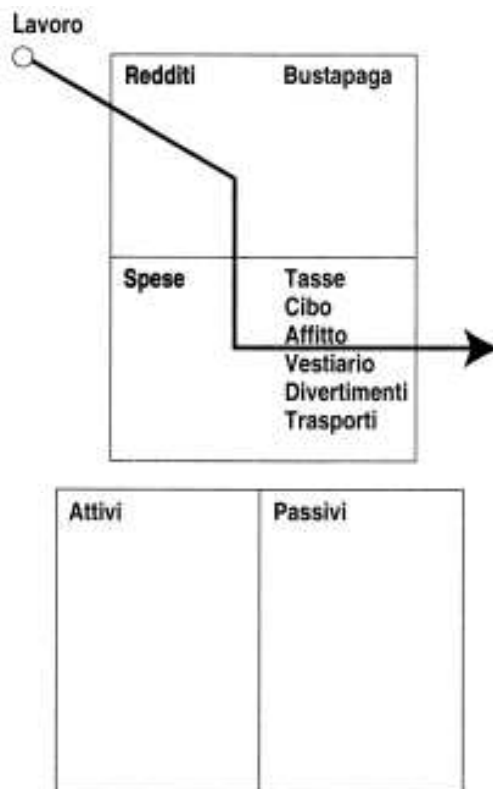 Lavoro
Redditi Bustapaga
Spese Tasse
Cibo
Affitto
Vestiario
Divertimenti
Trasporti
Attivi Passivi